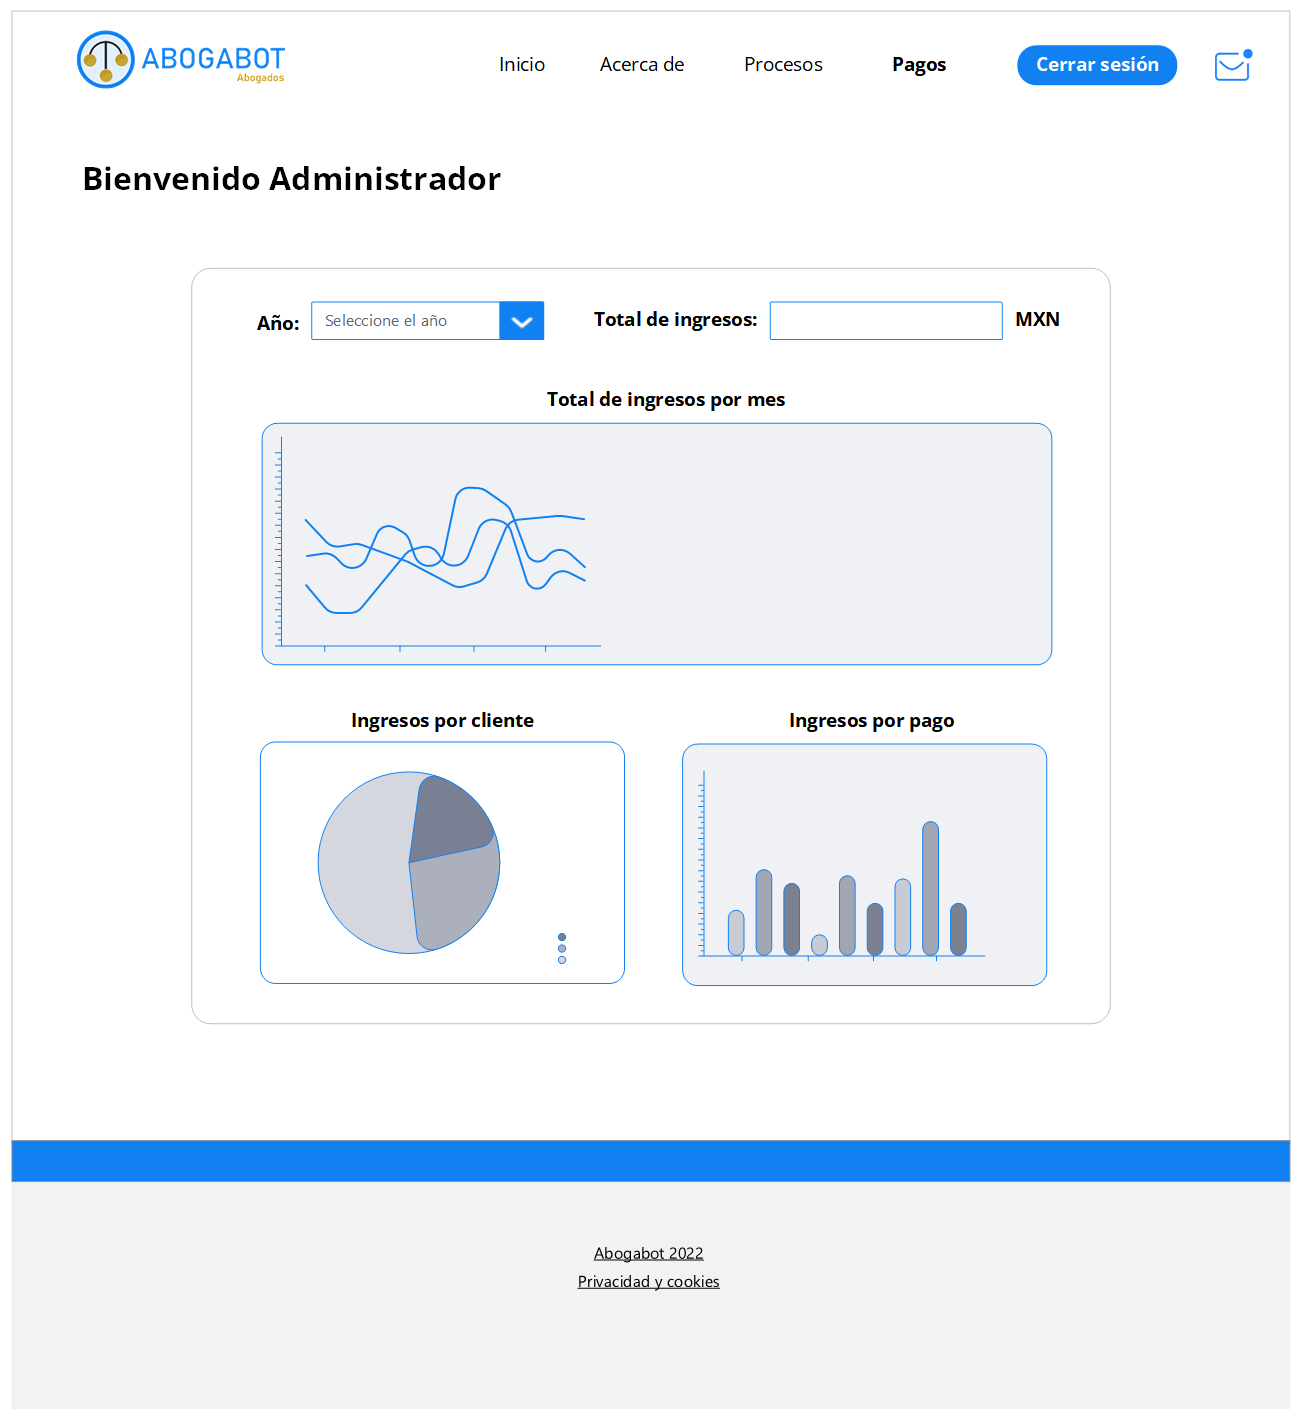 ABOGABOT
Abogados
Inicio
Acerca de
Procesos
Pagos
Cerrar sesión
Bienvenido Administrador
Año:
Seleccione el año
Total de ingresos:
MXN
Total de ingresos por mes
Ingresos por cliente
Ingresos por pago
Abogabot 2022
Privacidad y cookies